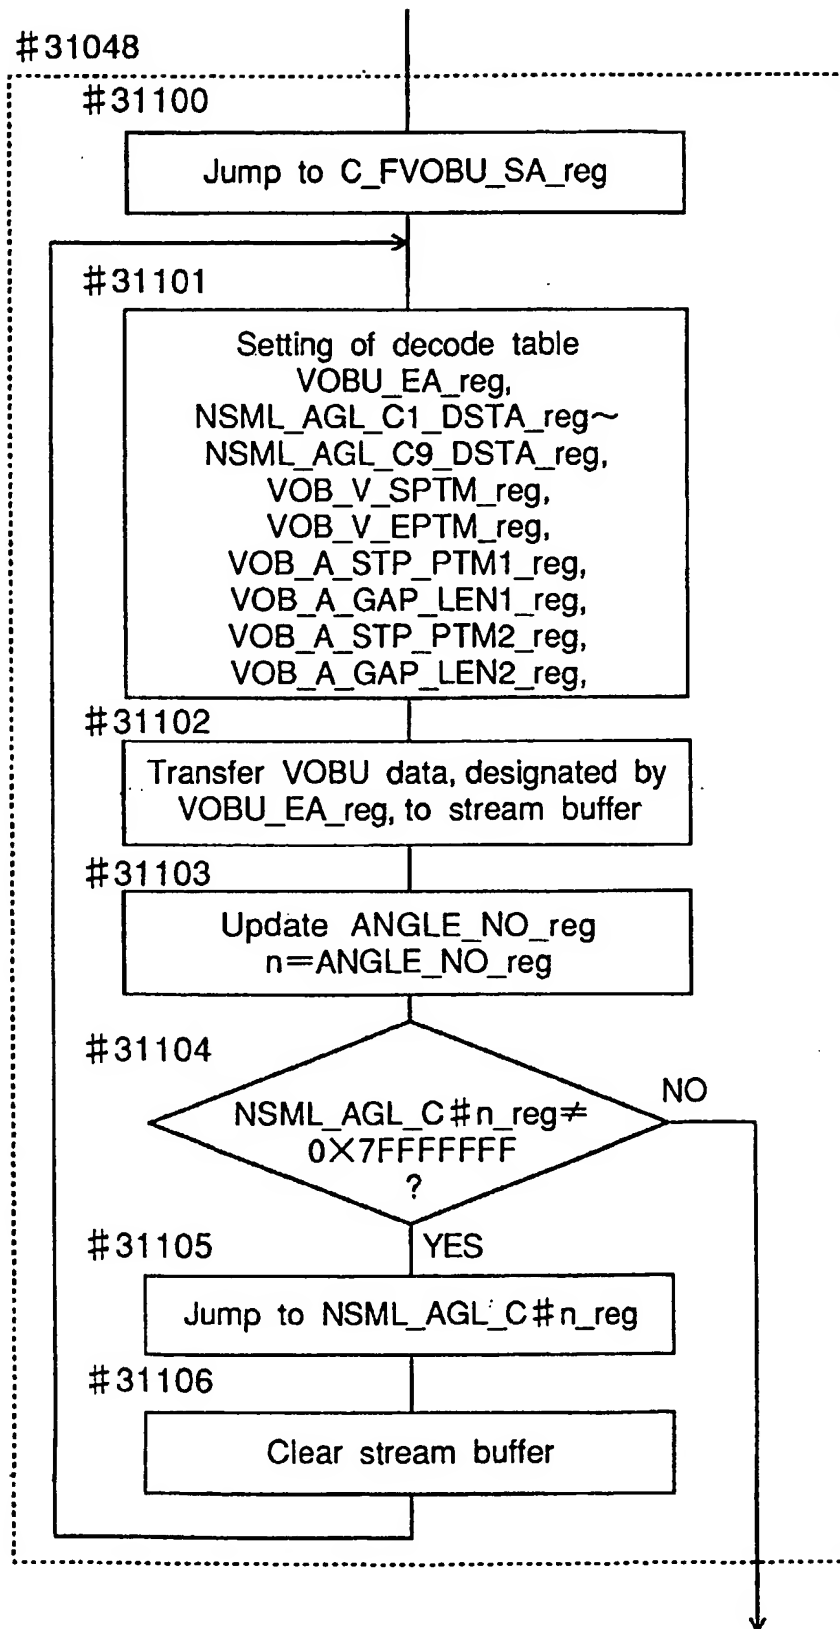 #31048
#31100
Jump to C_FVOBU_SA_reg
#31101
Setting of decode table
VOBU_EA_reg,
NSML_AGL_C1_DSTA_reg~
NSML_AGL_C9_DSTA_reg,
VOB_V_SPTM_reg,
VOB_V_EPTM_reg,
VOB_A_STP_PTM1_reg,
VOB_A_GAP_LEN1_reg,
VOB_A_STP_PTM2_reg,
VOB_A_GAP_LEN2_reg,
#31102
Transfer VOBU data, designated by
VOBU_EA_reg, to stream buffer
#31103
Update ANGLE_NO_reg
n=ANGLE_NO_reg
#31104
NO
NSML_AGL_C#n_reg≠
0X7FFFFFFF
?
#31105
YES
Jump to NSML_AGL_C#n_reg
#31106
Clear stream buffer